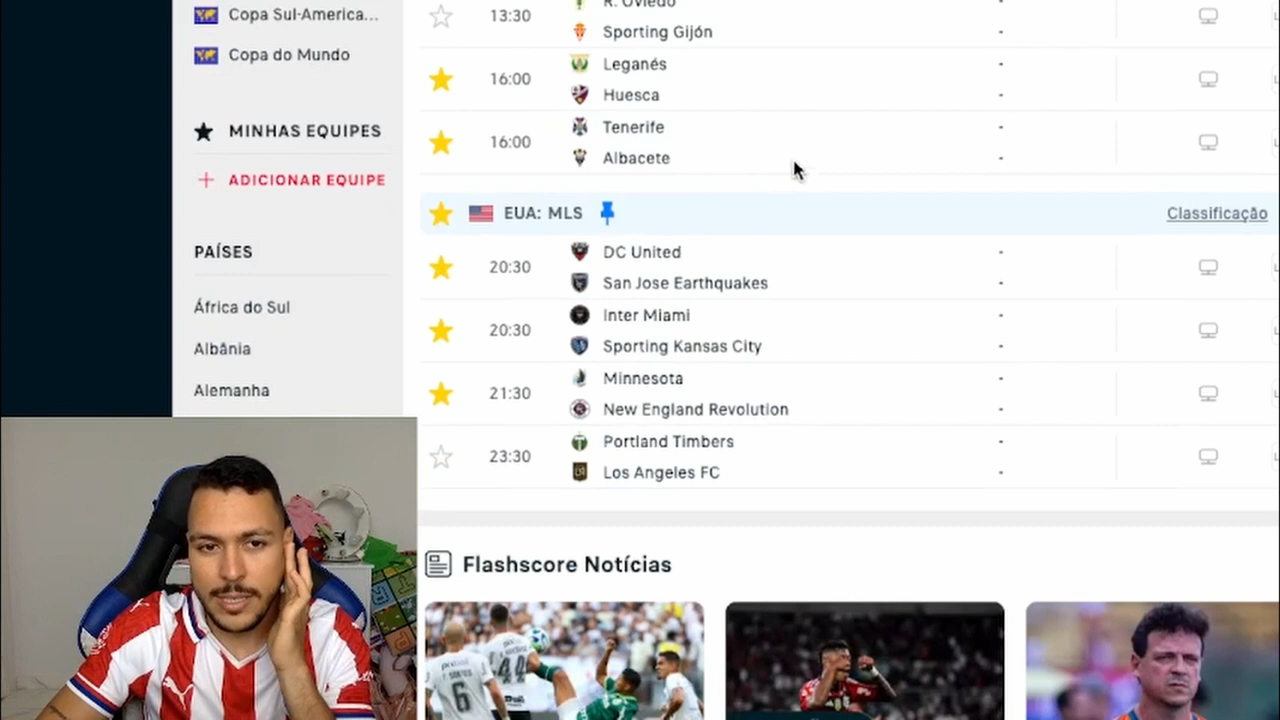 Copa Sul-America...
Copa do Mundo
MINHAS EQUIPES
ADICIONAR EQUIPE
PAÍSES
África do Sul
Albânia
Alemanha
13:30
R. Oviedo
Sporting Gijón
-
-
16:00
Leganés
Huesca
-
-
16:00
Tenerife
Albacete
-
-
EUA: MLS
Classificação
20:30
DC United
San Jose Earthquakes
-
-
20:30
Inter Miami
Sporting Kansas City
-
-
21:30
Minnesota
New England Revolution
-
-
23:30
Portland Timbers
Los Angeles FC
-
-
Flashscore Notícias
6
44